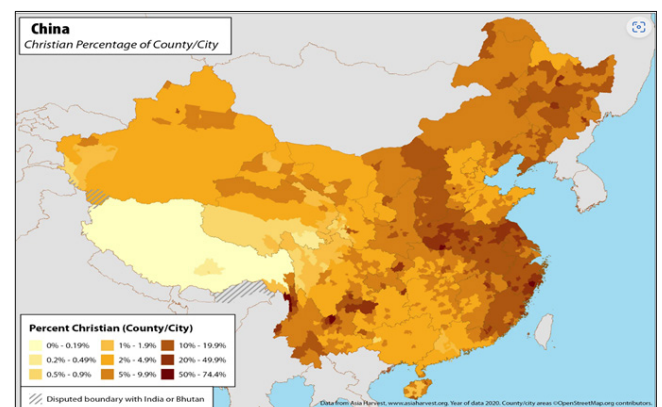 China
Christian Percentage of County/City
Percent Christian (County/City)
0% - 0.19%
0.2% - 0.49%
0.5% - 0.9%
1% - 1.9%
2% - 4.9%
5% - 9.9%
10% - 19.9%
20% - 49.9%
50% - 74.4%
Disputed boundary with India or Bhutan
Data from Asia Harvest, www.asiaharvest.org. Year of data 2020. County/city areas ©OpenStreetMap.org contributors.